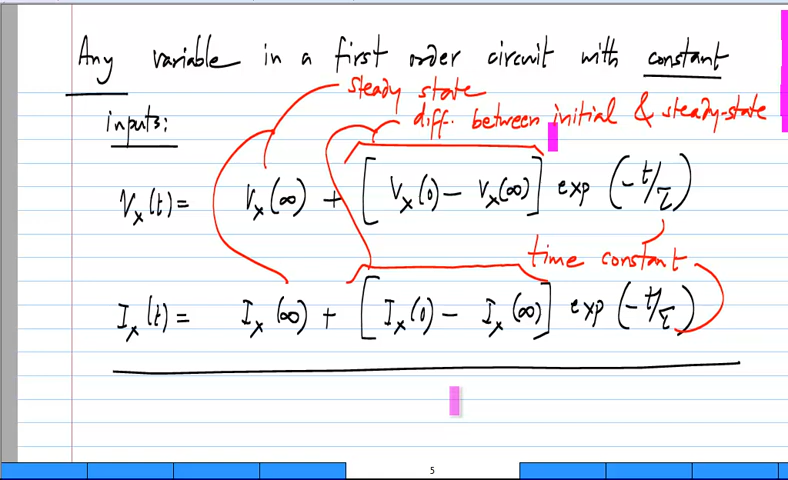 Any variable in a first order circuit with constant
steady state
inputs: diff. between initial & steady-state
Vx(t) = Vx(∞) + [Vx(0) - Vx(∞)] exp(-t/τ)
time constant
Ix(t) = Ix(∞) + [Ix(0) - Ix(∞)] exp(-t/τ)
5